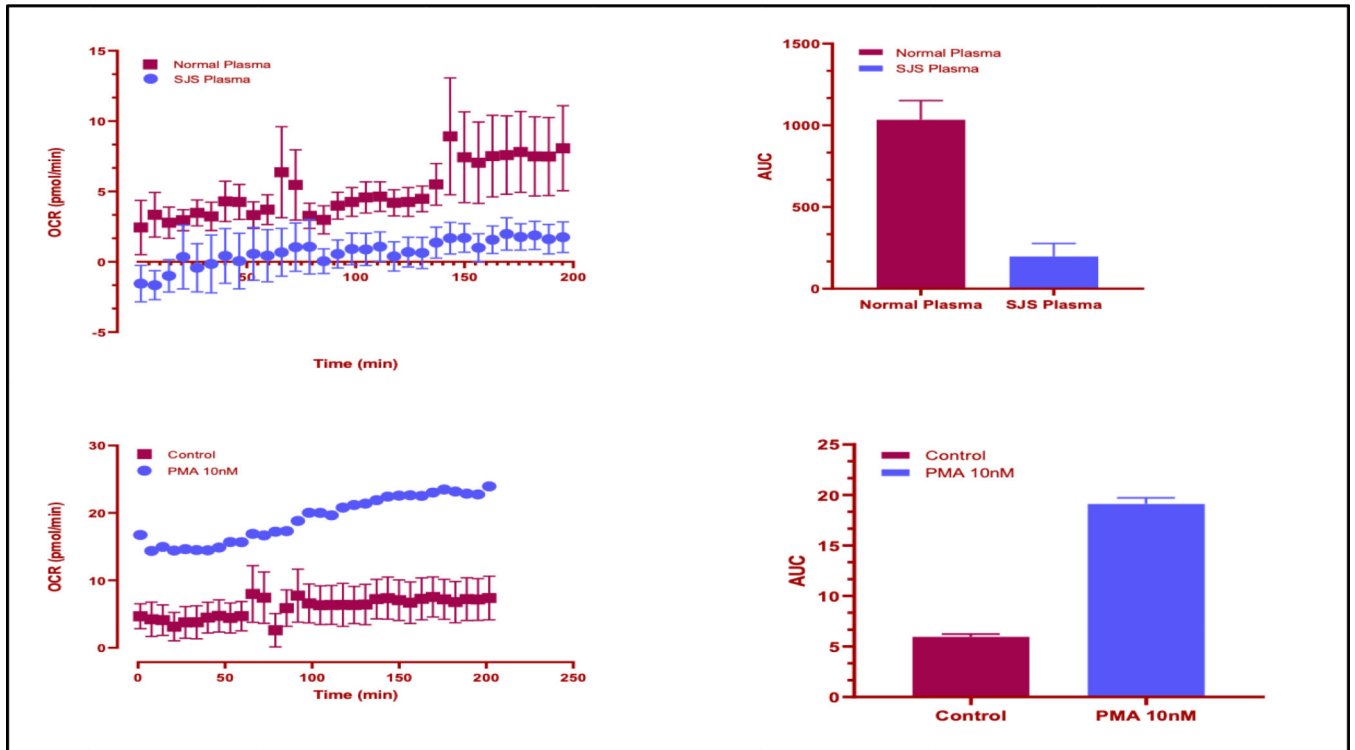 15
10
5
0
-5
OCR (pmol/min)
Normal Plasma
SJS Plasma
50
100
150
200
Time (min)
1500
1000
500
0
AUC
Normal Plasma
SJS Plasma
Normal Plasma
SJS Plasma
30
20
10
0
OCR (pmol/min)
Control
PMA 10nM
0
50
100
150
200
250
Time (min)
25
20
15
10
5
0
AUC
Control
PMA 10nM
Control
PMA 10nM